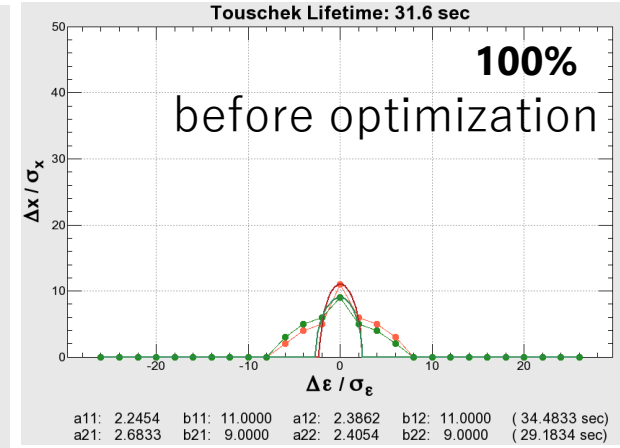 Touschek Lifetime: 31.6 sec
50
100%
40
before optimization
30
Δx / σx
20
10
0
-20 -10 0 10 20
Δε / σε
a11: 2.2454 b11: 11.0000 a12: 2.3862 b12: 11.0000 ( 34.4833 sec)
a21: 2.6833 b21: 9.0000 a22: 2.4054 b22: 9.0000 ( 29.1834 sec)